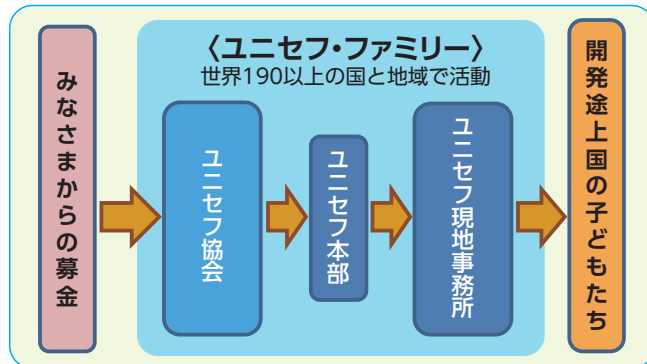 〈ユニセフ・ファミリー〉
世界190以上の国と地域で活動
みなさまからの募金
ユニセフ協会
ユニセフ本部
ユニセフ現地事務所
開発途上国の子どもたち